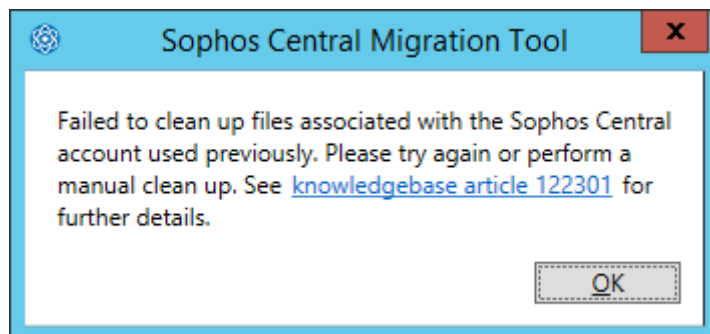 Sophos Central Migration Tool
x
Failed to clean up files associated with the Sophos Central
account used previously. Please try again or perform a
manual clean up. See knowledgebase article 122301 for
further details.
OK